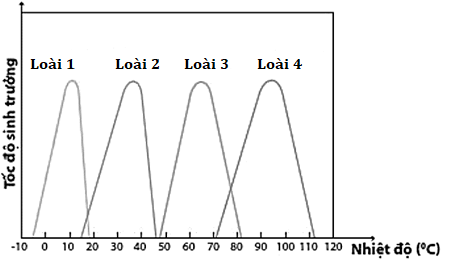 Tốc độ sinh trưởng
Loài 1 Loài 2 Loài 3 Loài 4
-10 0 10 20 30 40 50 60 70 80 90 100 110 120
Nhiệt độ (⁰C)